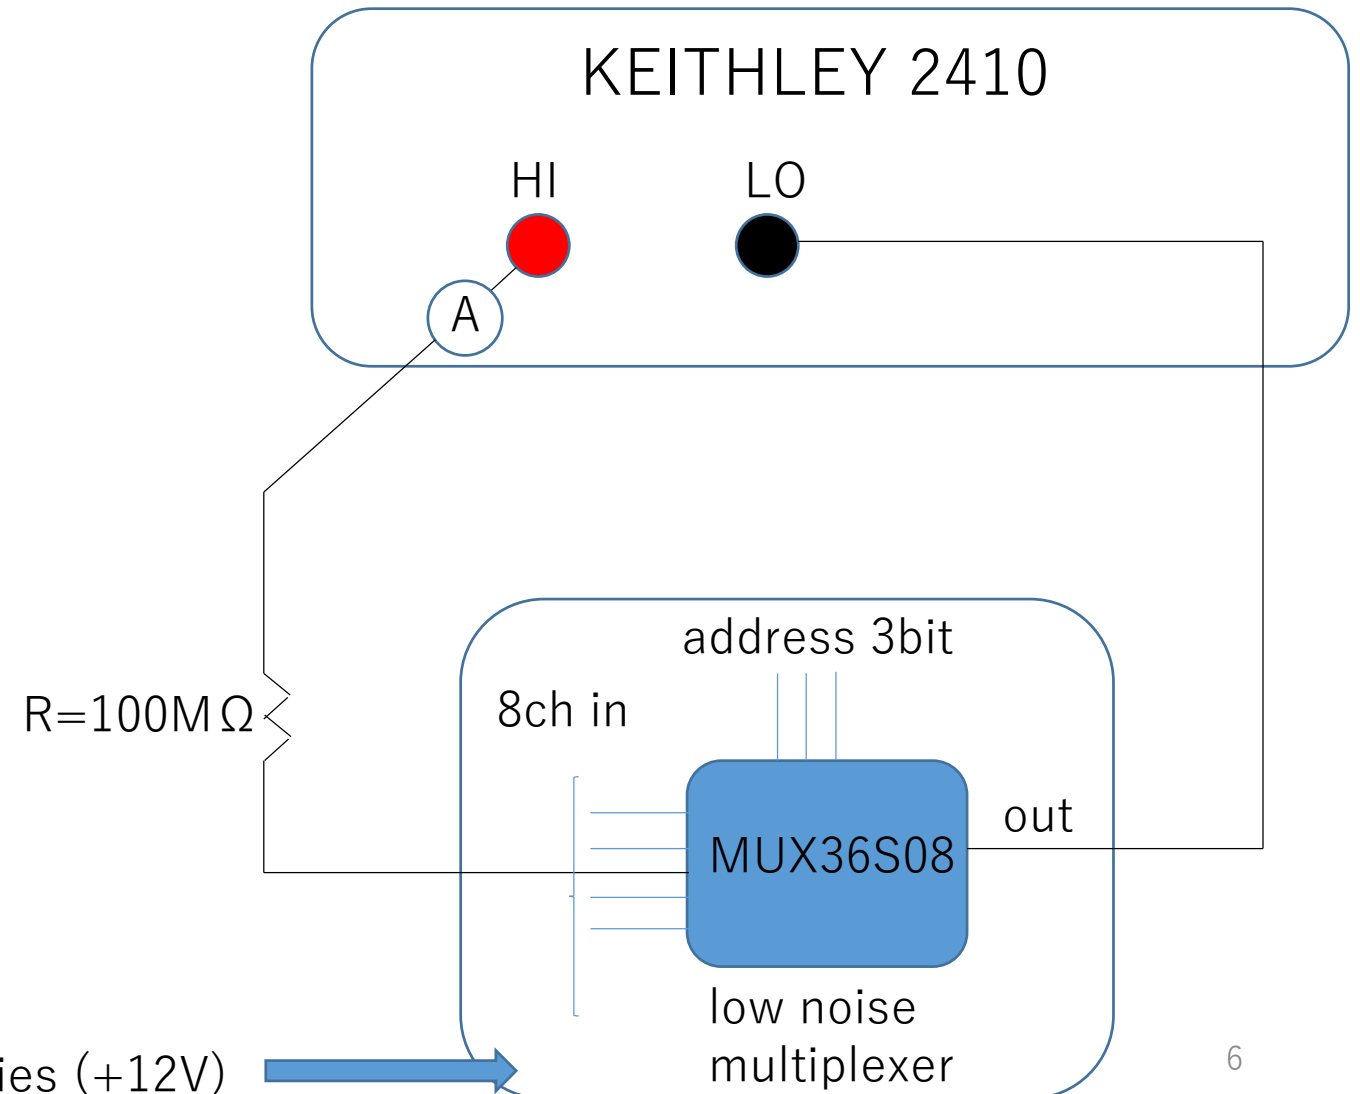 KEITHLEY 2410
HI
LO
A
address 3bit
8ch in
R=100MΩ
out
MUX36S08
low noise
multiplexer
ies (+12V)
6